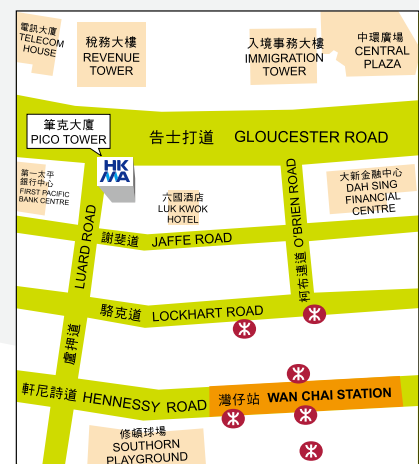 電訊大廈
TELECOM
HOUSE
稅務大樓
REVENUE
TOWER
入境事務大樓
IMMIGRATION
TOWER
中環廣場
CENTRAL
PLAZA
筆克大廈
PICO TOWER
告士打道 GLOUCESTER ROAD
HK
MA
第一太平
銀行中心
FIRST PACIFIC
BANK CENTRE
六國酒店
LUK KWOK
HOTEL
大新金融中心
DAH SING
FINANCIAL
CENTRE
盧押道 LUARD ROAD
柯布連道 O'BRIEN ROAD
謝斐道 JAFFE ROAD
駱克道 LOCKHART ROAD
軒尼詩道 HENNESSY ROAD
灣仔站 WAN CHAI STATION
修頓球場
SOUTHORN
PLAYGROUND